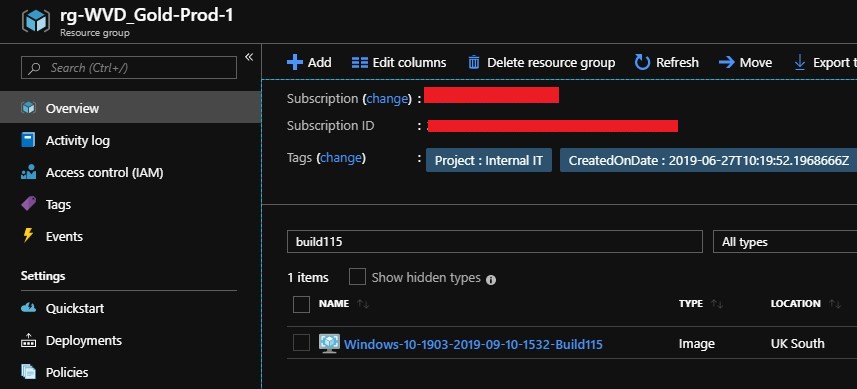 rg-WVD_Gold-Prod-1
Resource group
Search (Ctrl+/)
«
Overview
Activity log
Access control (IAM)
Tags
Events
Settings
Quickstart
Deployments
Policies
Add Edit columns Delete resource group Refresh Move Export t
Subscription (change) :
Subscription ID :
Tags (change) : Project : Internal IT CreatedOnDate : 2019-06-27T10:19:52.1968666Z
build115 All types
1 items Show hidden types
NAME TYPE LOCATION
Windows-10-1903-2019-09-10-1532-Build115 Image UK South